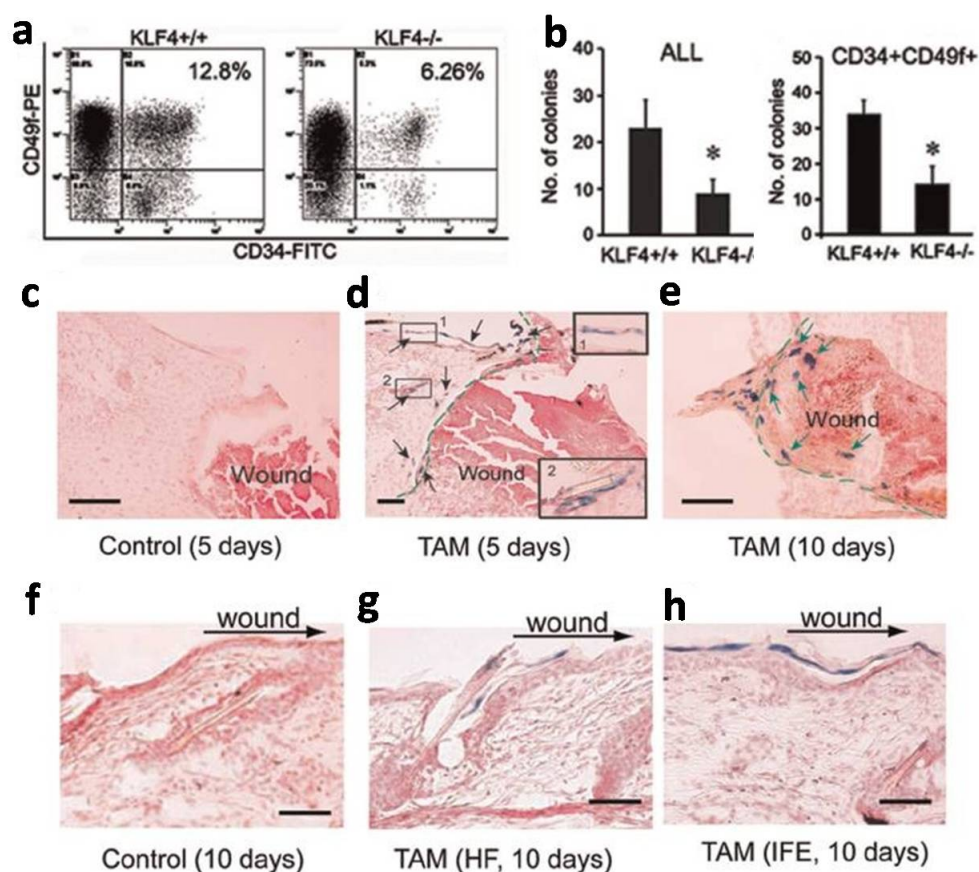 a
KLF4+/+
KLF4-/-
12.8%
6.26%
CD49f-PE
CD34-FITC
b
ALL
CD34+CD49f+
No. of colonies
40
30
20
10
0
*
KLF4+/+ KLF4-/
No. of colonies
50
40
30
20
10
0
*
KLF4+/+ KLF4-/-
c
Wound
Control (5 days)
d
1
1
2
2
Wound
TAM (5 days)
e
Wound
TAM (10 days)
f
wound
Control (10 days)
g
wound
TAM (HF, 10 days)
h
wound
TAM (IFE, 10 days)